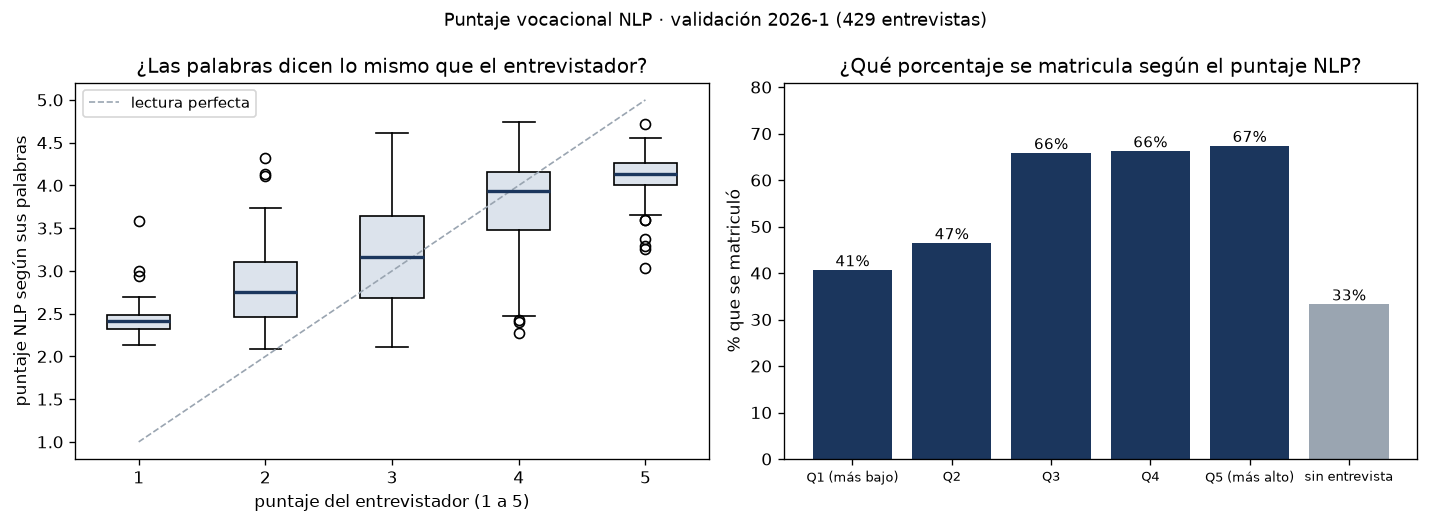 Puntaje vocacional NLP · validación 2026-1 (429 entrevistas)
¿Las palabras dicen lo mismo que el entrevistador?
lectura perfecta
puntaje NLP según sus palabras
5.0
4.5
4.0
3.5
3.0
2.5
2.0
1.5
1.0
1 2 3 4 5
puntaje del entrevistador (1 a 5)
¿Qué porcentaje se matricula según el puntaje NLP?
% que se matriculó
80
70
60
50
40
30
20
10
0
41% 47% 66% 66% 67% 33%
Q1 (más bajo) Q2 Q3 Q4 Q5 (más alto) sin entrevista